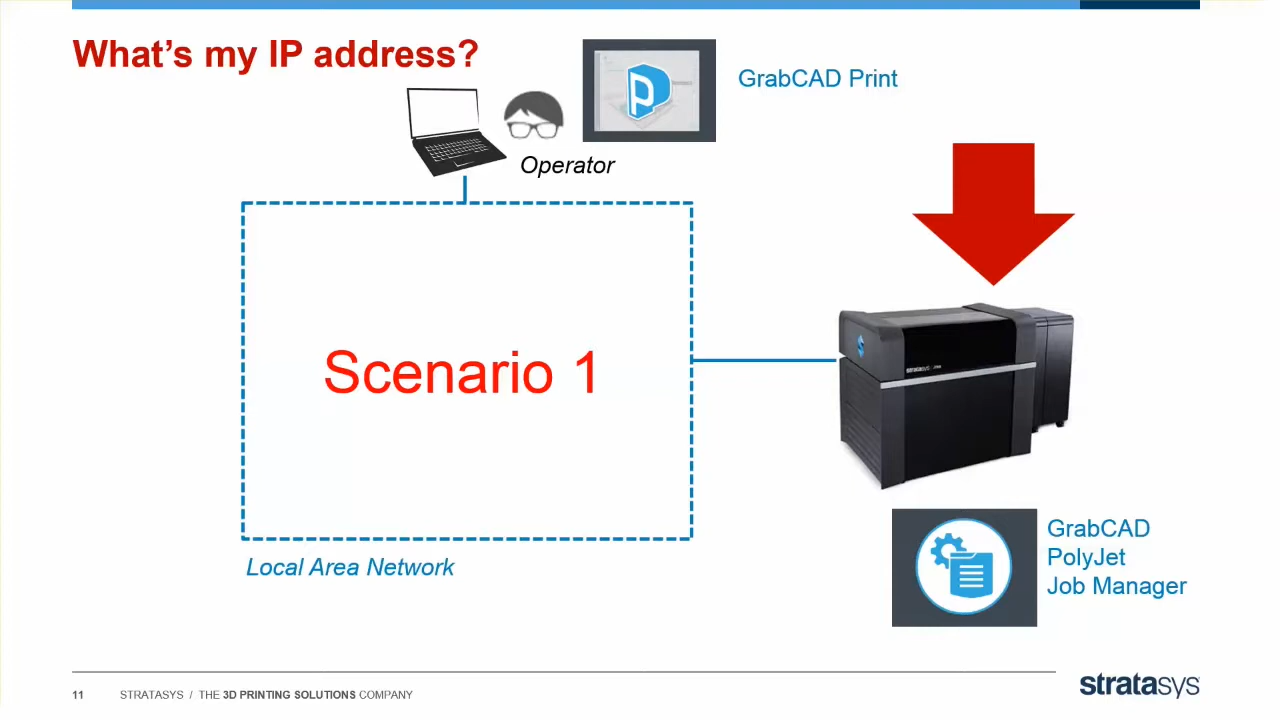 What's my IP address?
GrabCAD Print
Operator
Scenario 1
stratasys
Local Area Network
GrabCAD
PolyJet
Job Manager
11 STRATASYS / THE 3D PRINTING SOLUTIONS COMPANY
stratasys